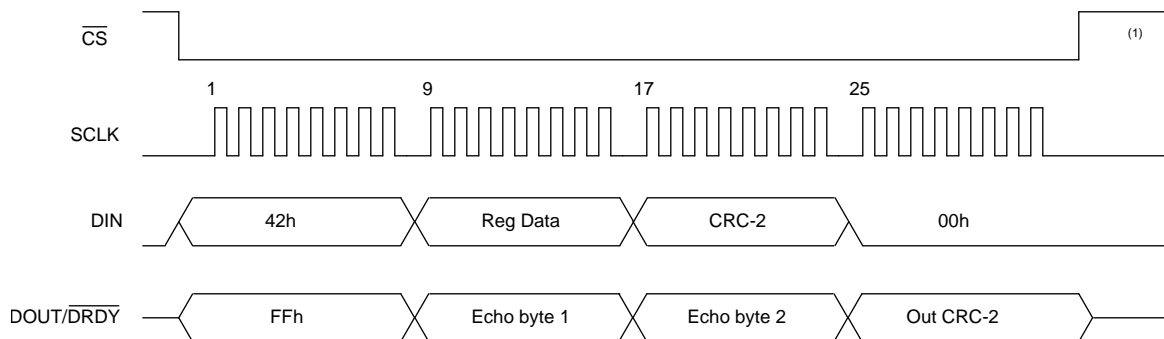 CS (1)
1 9 17 25
SCLK
DIN 42h Reg Data CRC-2 00h
DOUT/DRDY FFh Echo byte 1 Echo byte 2 Out CRC-2